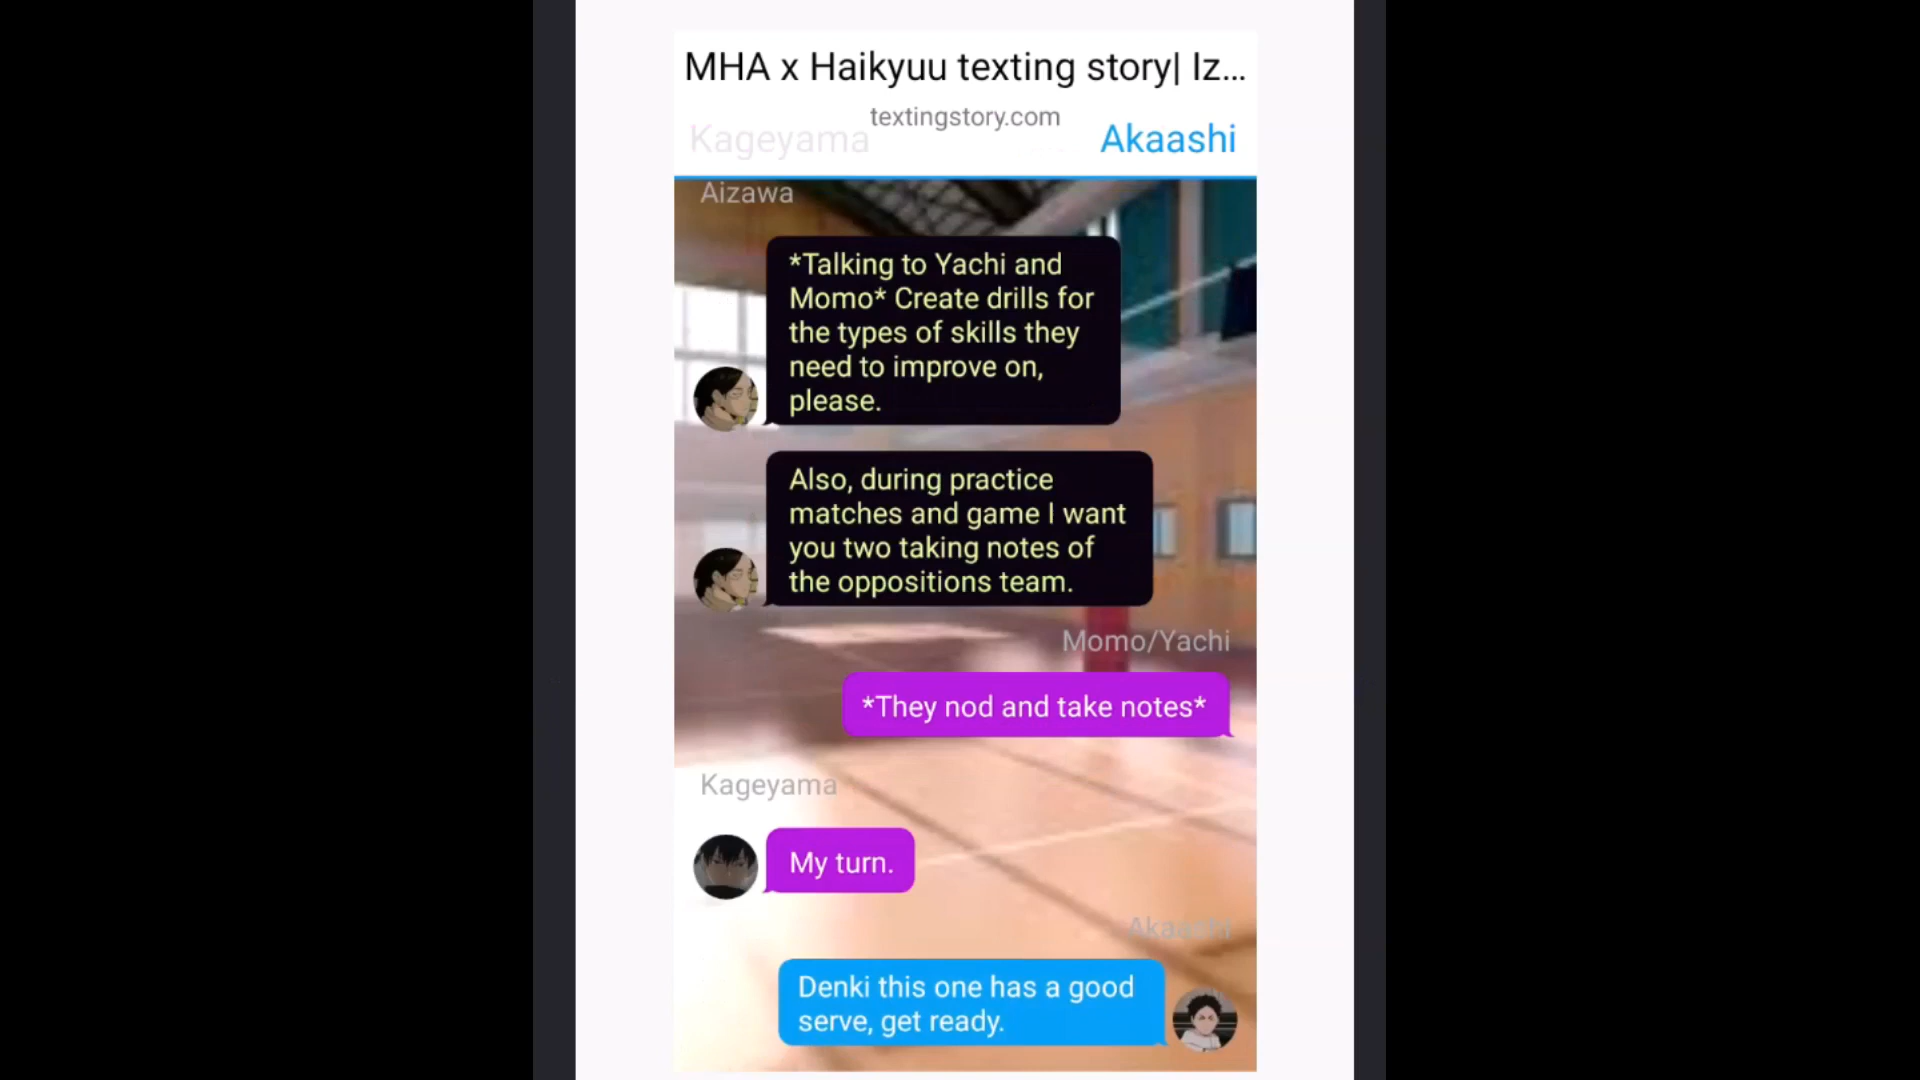 MHA x Haikyuu texting story| Iz...
textingstory.com
Kageyama
Akaashi
Aizawa
*Talking to Yachi and
Momo* Create drills for
the types of skills they
need to improve on,
please.
Also, during practice
matches and game I want
you two taking notes of
the oppositions team.
Momo/Yachi
*They nod and take notes*
Kageyama
My turn.
Akaashi
Denki this one has a good
serve, get ready.